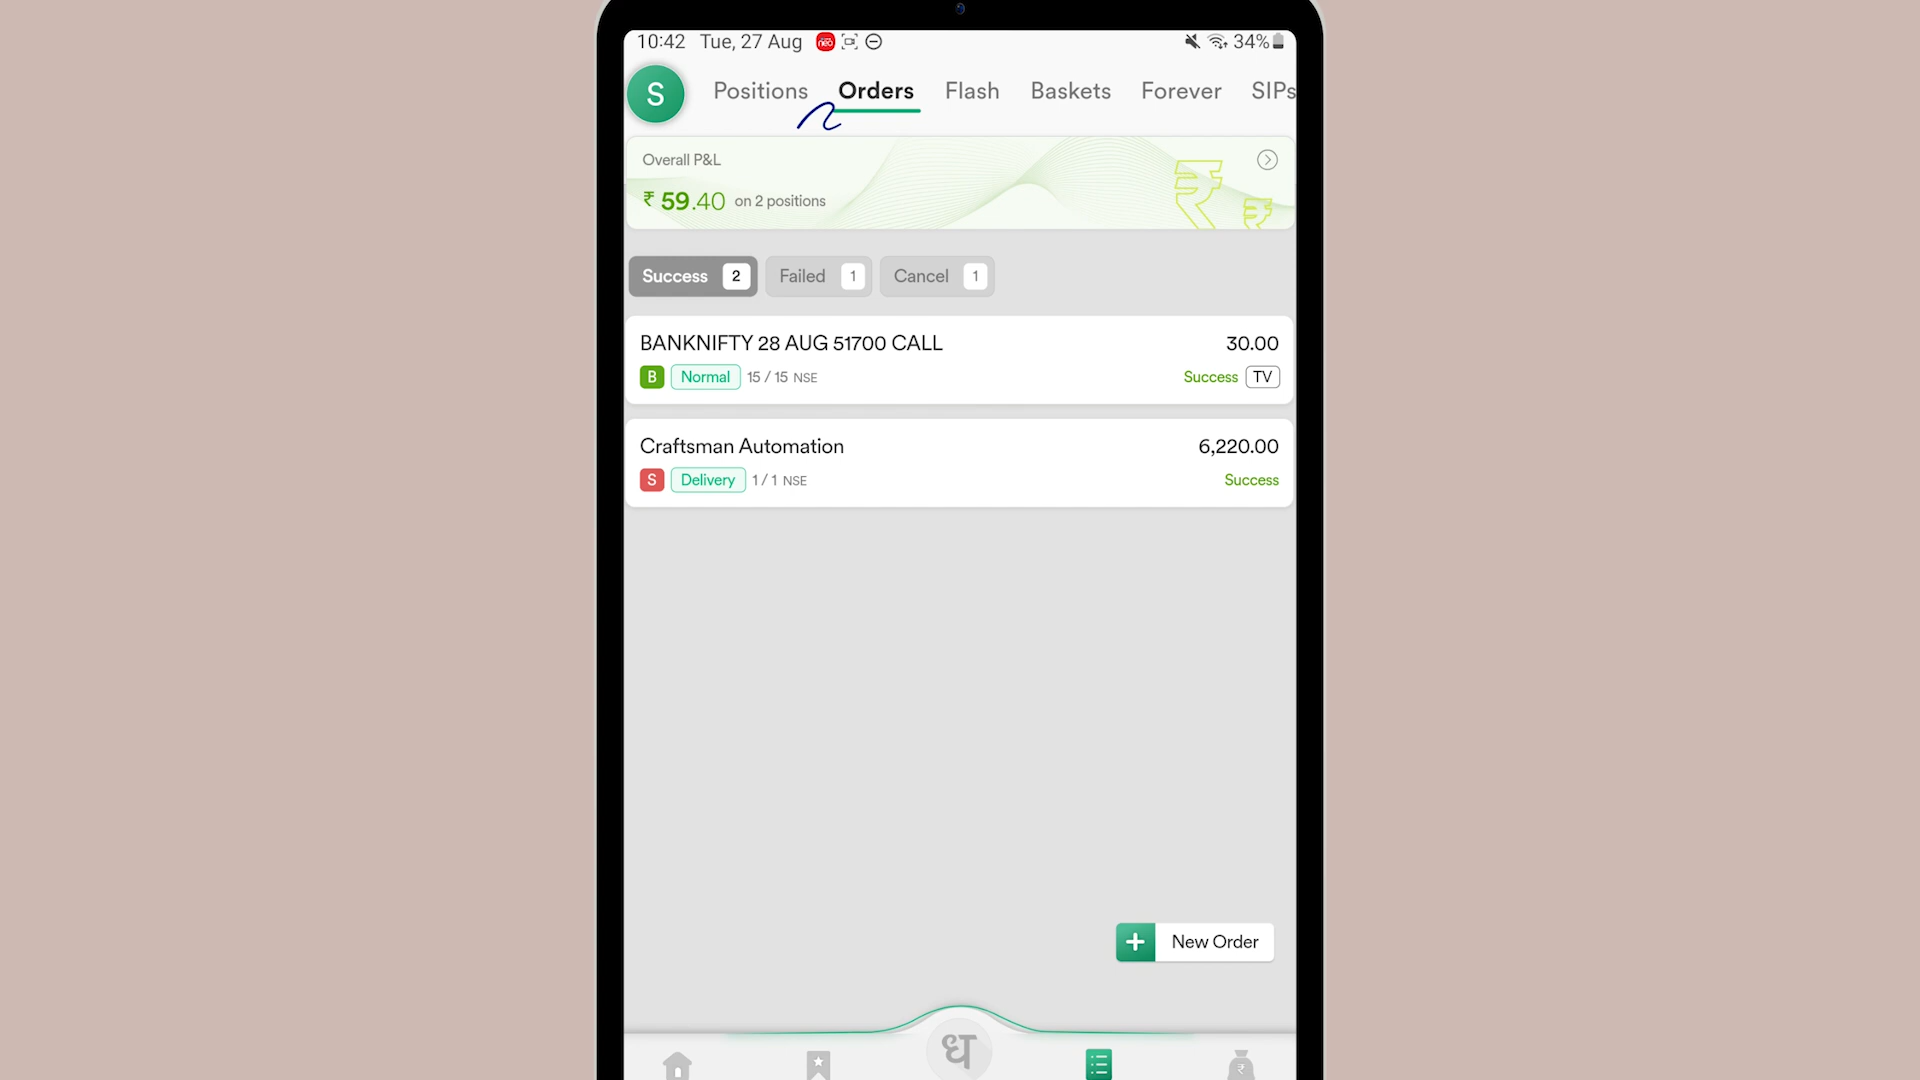 10:42 Tue, 27 Aug neo 34%
S Positions Orders Flash Baskets Forever SIPs
Overall P&L
₹ 59.40 on 2 positions
Success 2 Failed 1 Cancel 1
BANKNIFTY 28 AUG 51700 CALL 30.00
B Normal 15 / 15 NSE Success TV
Craftsman Automation 6,220.00
S Delivery 1 / 1 NSE Success
+ New Order
ध